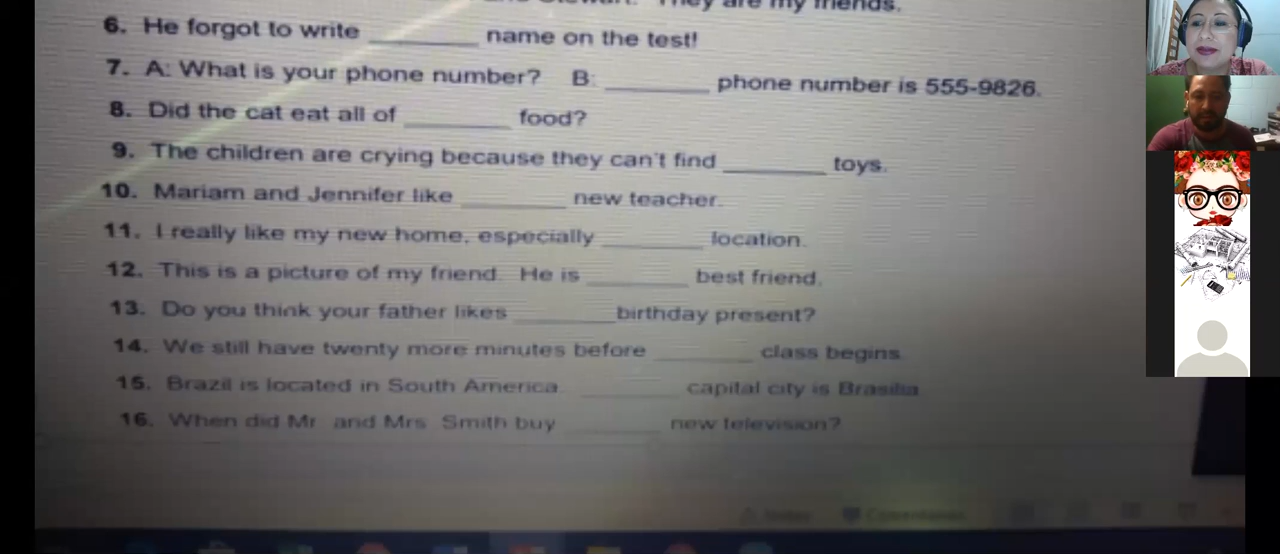 They are my friends.
6. He forgot to write ________ name on the test!
7. A: What is your phone number? B: ________ phone number is 555-9826.
8. Did the cat eat all of ________ food?
9. The children are crying because they can't find ________ toys.
10. Mariam and Jennifer like ________ new teacher.
11. I really like my new home, especially ________ location.
12. This is a picture of my friend. He is ________ best friend.
13. Do you think your father likes ________ birthday present?
14. We still have twenty more minutes before ________ class begins.
15. Brazil is located in South America. ________ capital city is Brasilia
16. When did Mr. and Mrs. Smith buy ________ new television?